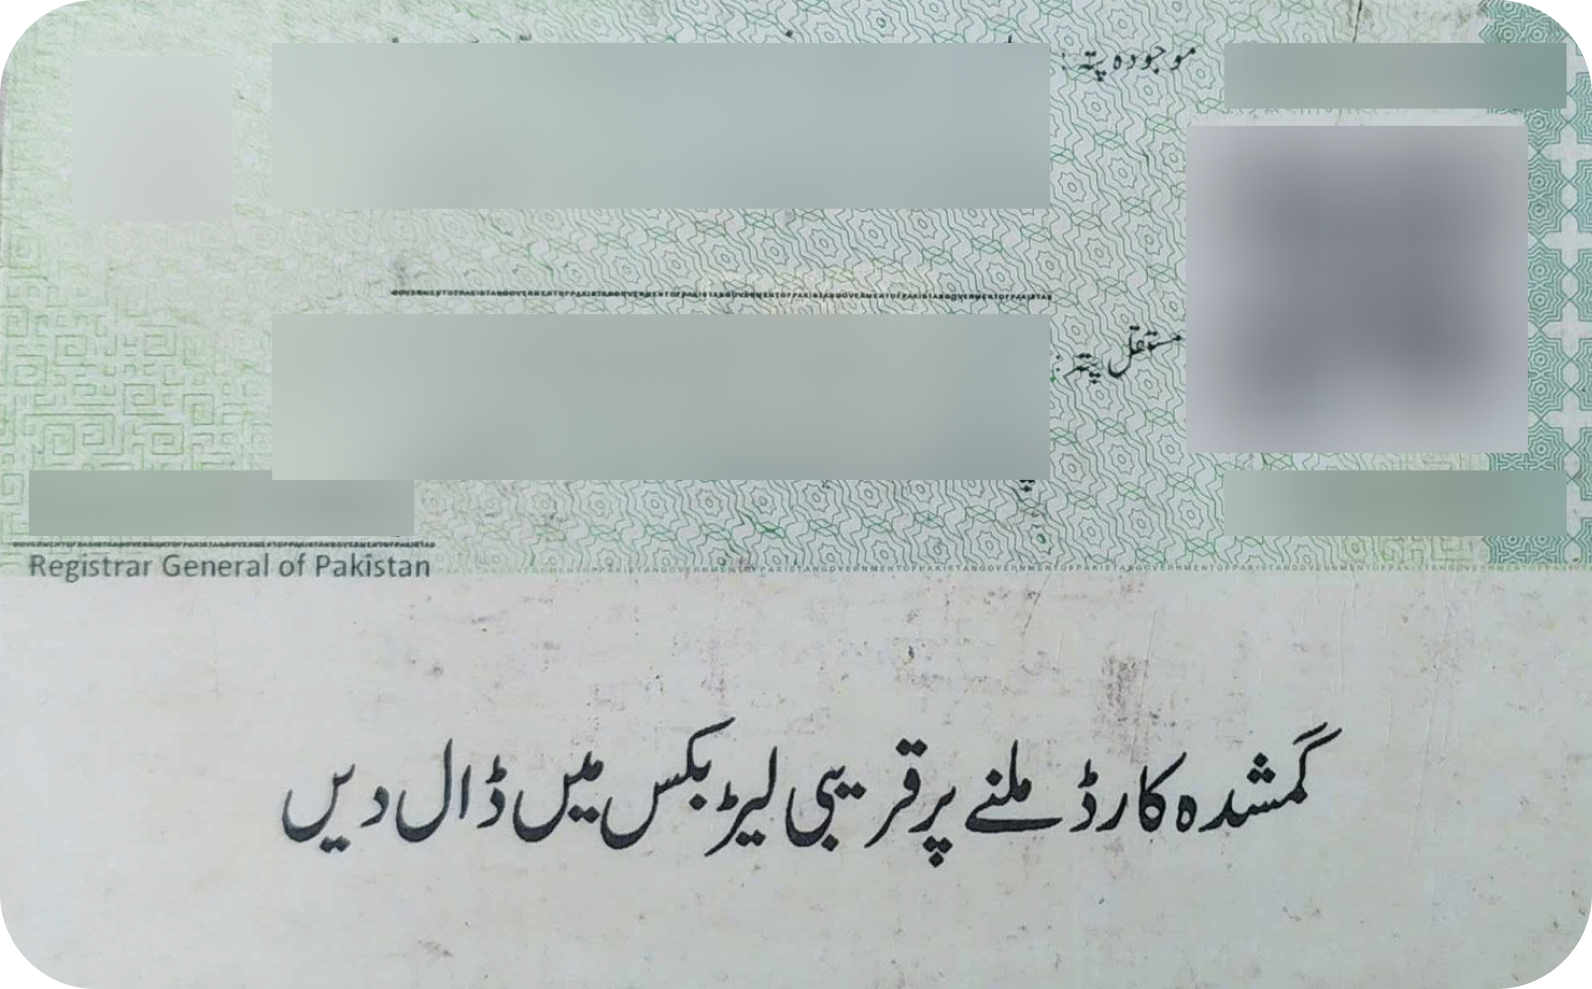 موجودہ پتہ:
GOVERNMENTOFPAKISTANGOVERNMENTOFPAKISTANGOVERNMENTOFPAKISTANGOVERNMENTOFPAKISTANGOVERNMENTOFPAKISTAN
مستقل پتہ:
Registrar General of Pakistan
گمشدہ کارڈ ملنے پر قریبی لیٹر بکس میں ڈال دیں